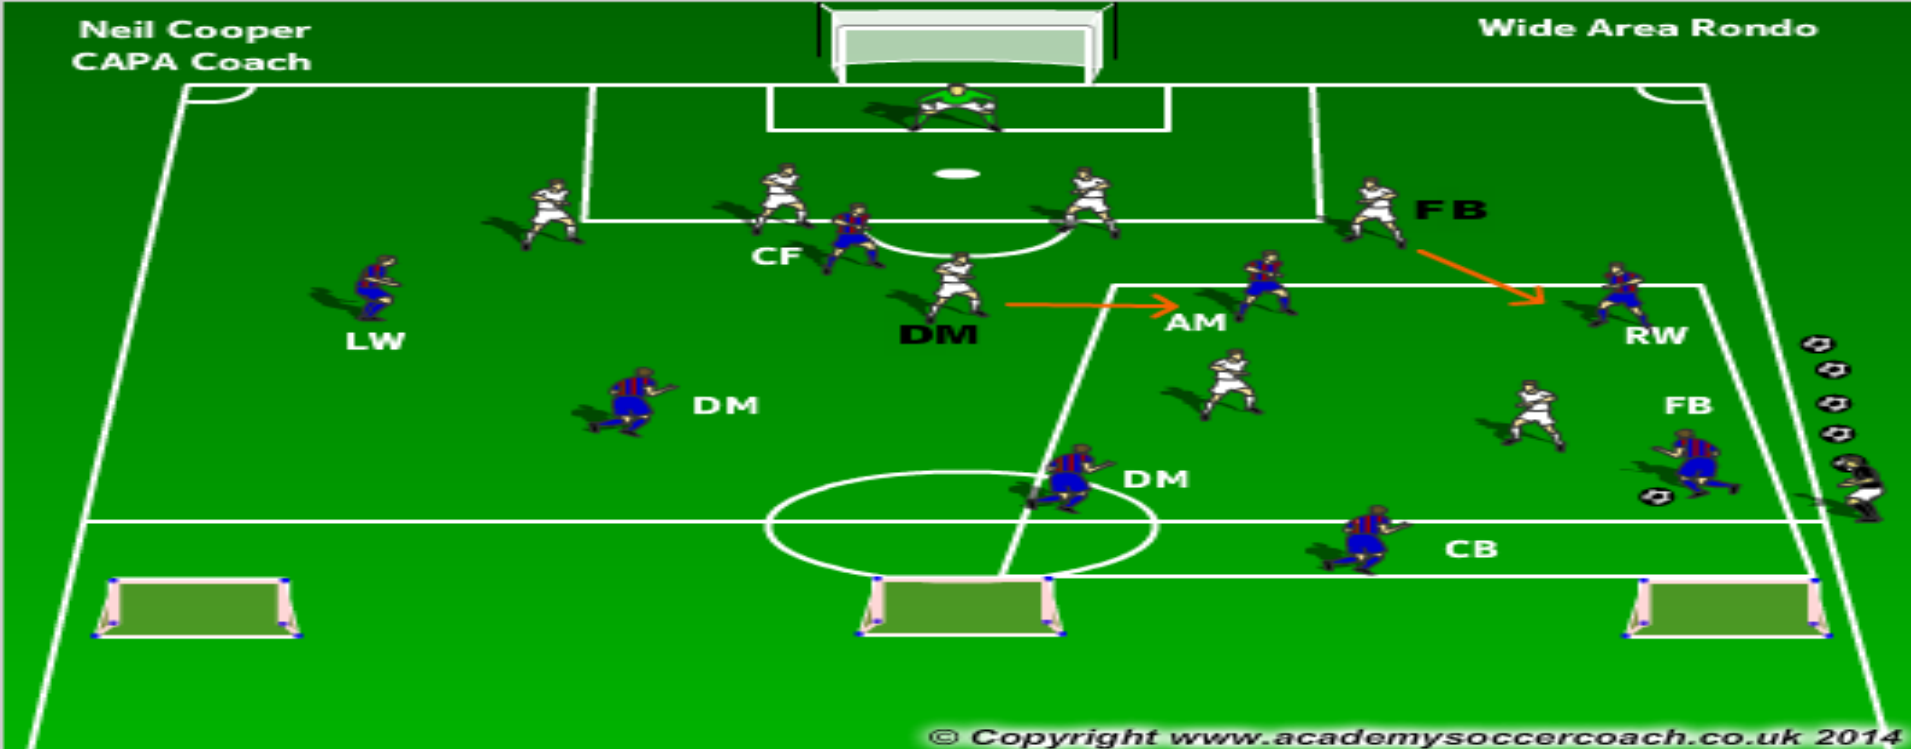 Neil Cooper
CAPA Coach
Wide Area Rondo
FB
CF
LW
DM
AM
RW
DM
FB
DM
CB
© Copyright www.academysoccercoach.co.uk 2014